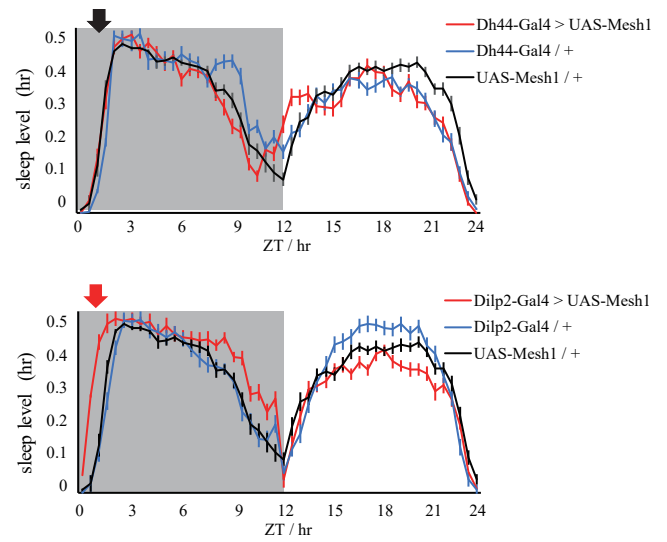 0.5
0.4
0.3
0.2
0.1
0
sleep level (hr)
0 3 6 9 12 15 18 21 24
ZT / hr
Dh44-Gal4 > UAS-Mesh1
Dh44-Gal4 / +
UAS-Mesh1 / +
0.5
0.4
0.3
0.2
0.1
0
sleep level (hr)
0 3 6 9 12 15 18 21 24
ZT / hr
Dilp2-Gal4 > UAS-Mesh1
Dilp2-Gal4 / +
UAS-Mesh1 / +